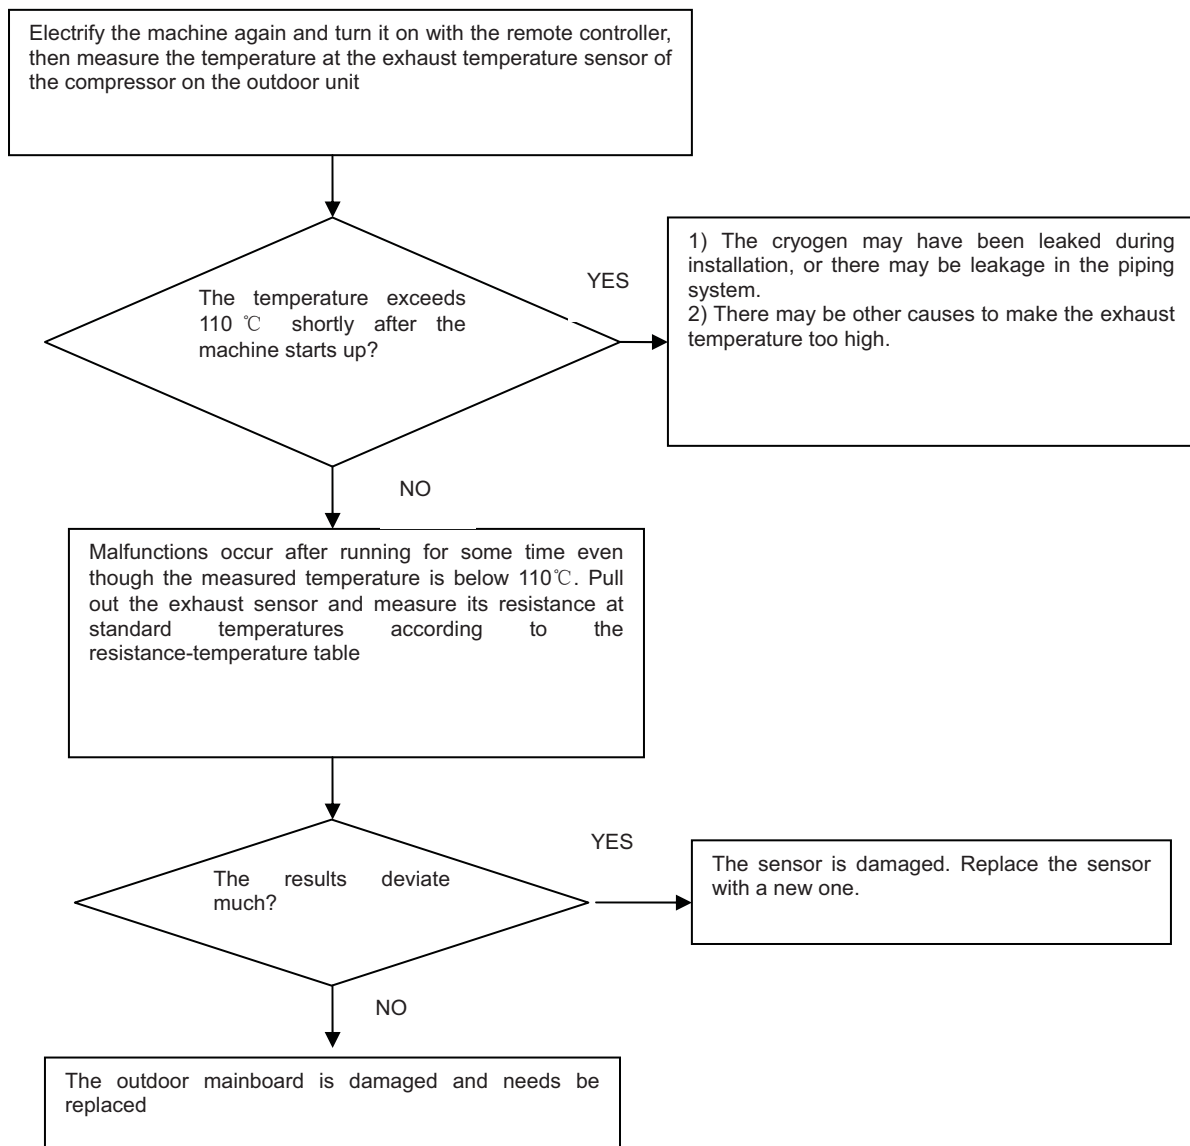 Electrify the machine again and turn it on with the remote controller,
then measure the temperature at the exhaust temperature sensor of
the compressor on the outdoor unit
The temperature exceeds
110 ℃ shortly after the
machine starts up?
YES
1) The cryogen may have been leaked during
installation, or there may be leakage in the piping
system.
2) There may be other causes to make the exhaust
temperature too high.
NO
Malfunctions occur after running for some time even
though the measured temperature is below 110℃. Pull
out the exhaust sensor and measure its resistance at
standard temperatures according to the
resistance-temperature table
The results deviate
much?
YES
The sensor is damaged. Replace the sensor
with a new one.
NO
The outdoor mainboard is damaged and needs be
replaced